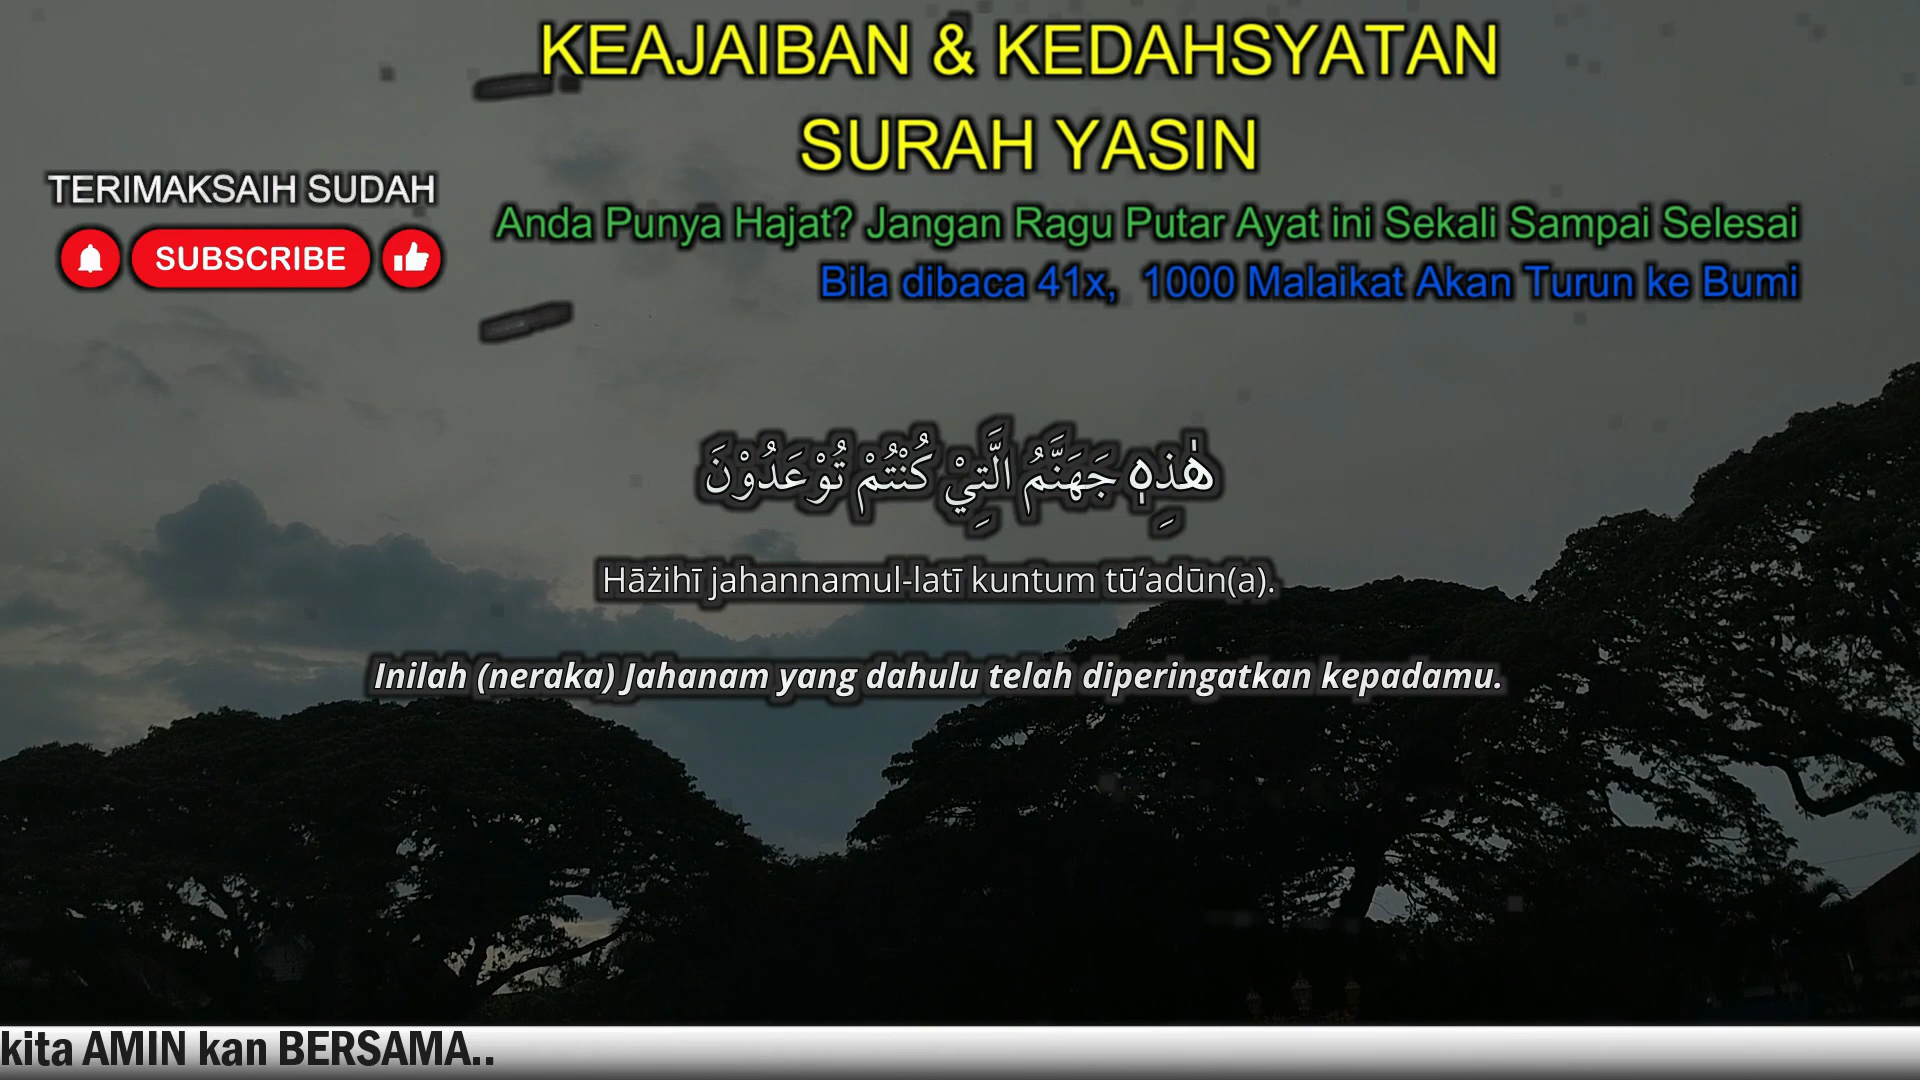 KEAJAIBAN & KEDAHSYATAN
SURAH YASIN
TERIMAKSAIH SUDAH
SUBSCRIBE
Anda Punya Hajat? Jangan Ragu Putar Ayat ini Sekali Sampai Selesai
Bila dibaca 41x, 1000 Malaikat Akan Turun ke Bumi
هٰذِهٖ جَهَنَّمُ الَّتِيْ كُنْتُمْ تُوْعَدُوْنَ
Hāżihī jahannamul-latī kuntum tū‘adūn(a).
Inilah (neraka) Jahanam yang dahulu telah diperingatkan kepadamu.
kita AMIN kan BERSAMA..